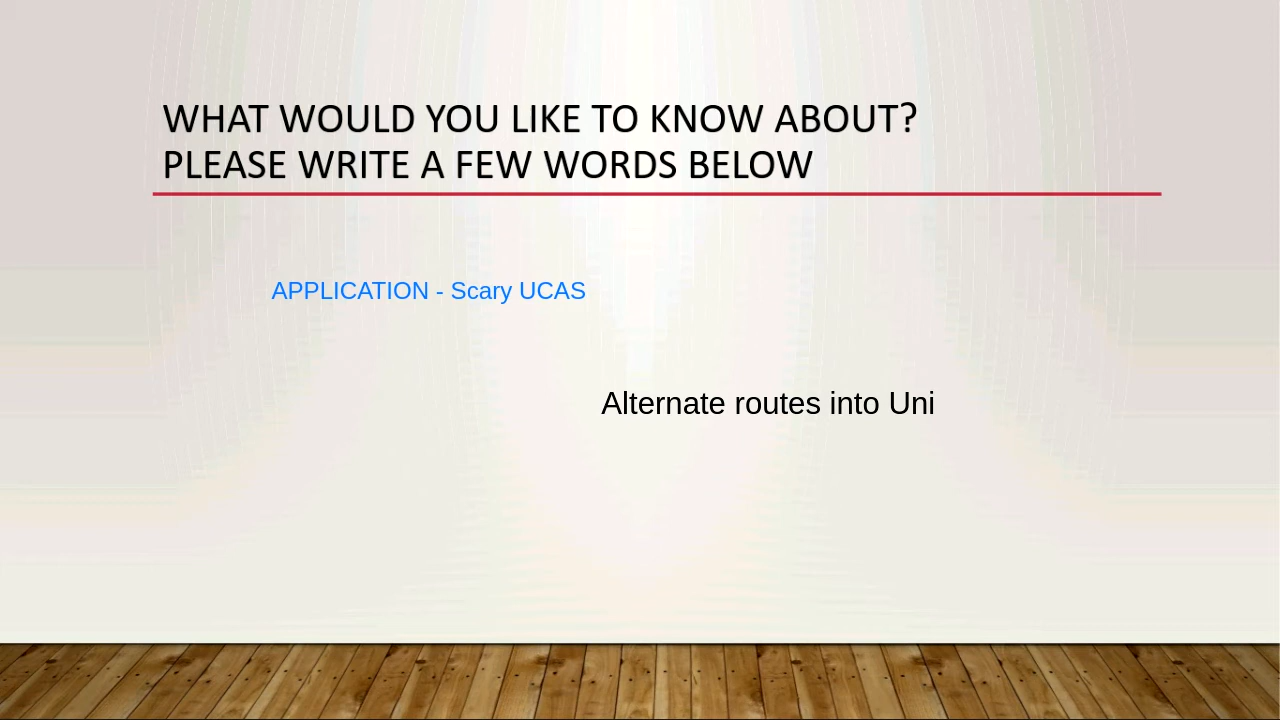 WHAT WOULD YOU LIKE TO KNOW ABOUT?
PLEASE WRITE A FEW WORDS BELOW
APPLICATION - Scary UCAS
Alternate routes into Uni